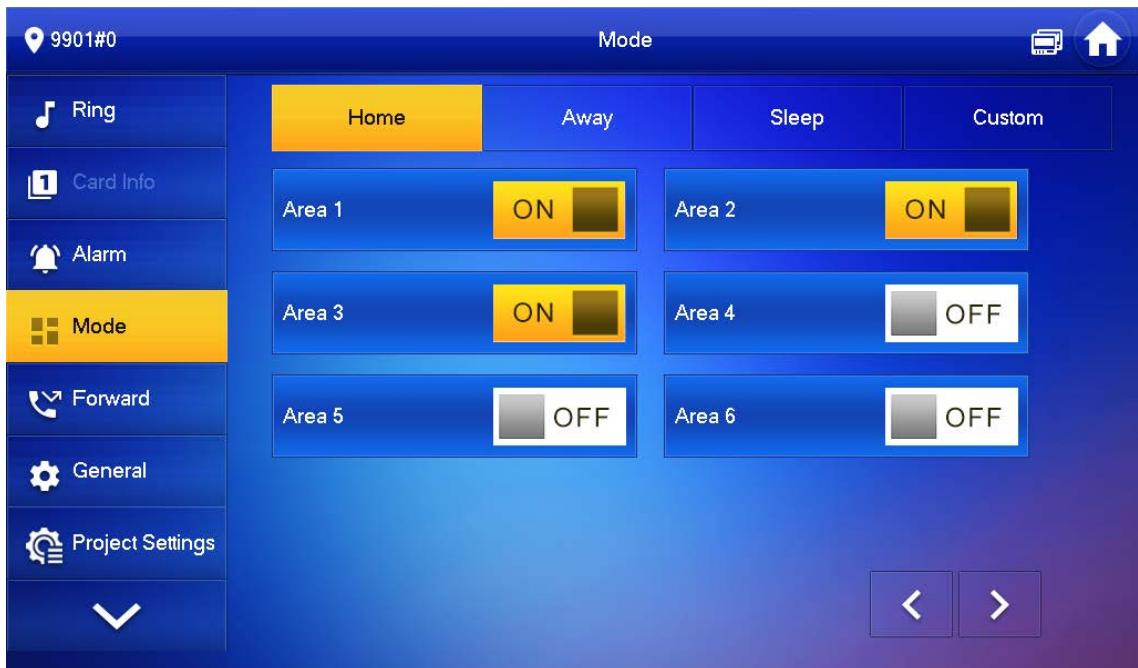 9901#0
Mode
Ring
Home
Away
Sleep
Custom
1
Card Info
Area 1
ON
Area 2
ON
Alarm
Mode
Area 3
ON
Area 4
OFF
Forward
Area 5
OFF
Area 6
OFF
General
Project Settings